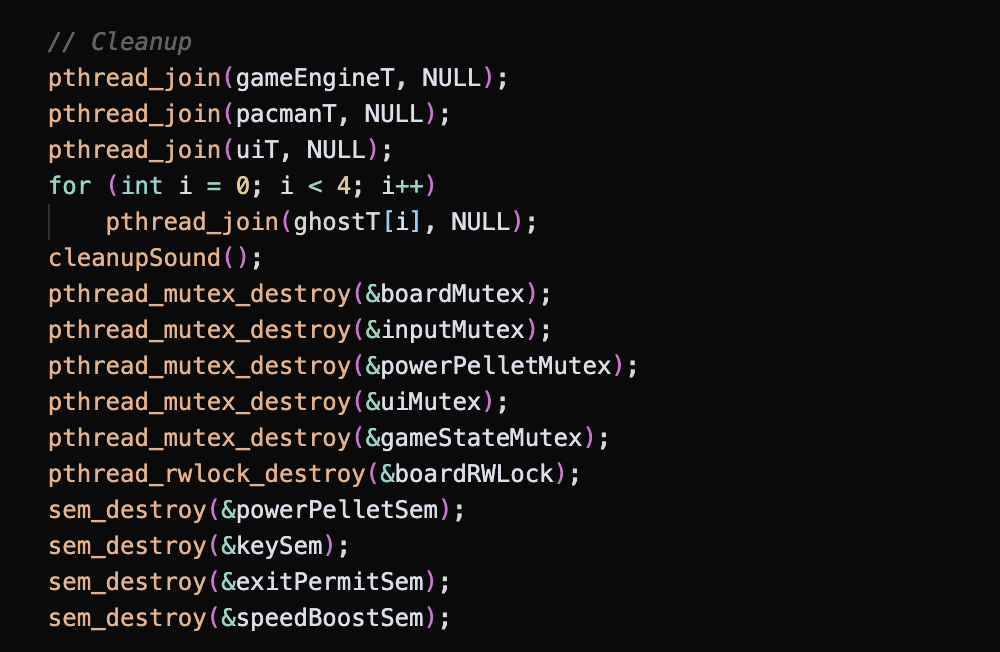 // Cleanup
pthread_join(gameEngineT, NULL);
pthread_join(pacmanT, NULL);
pthread_join(uiT, NULL);
for (int i = 0; i < 4; i++)
    pthread_join(ghostT[i], NULL);
cleanupSound();
pthread_mutex_destroy(&boardMutex);
pthread_mutex_destroy(&inputMutex);
pthread_mutex_destroy(&powerPelletMutex);
pthread_mutex_destroy(&uiMutex);
pthread_mutex_destroy(&gameStateMutex);
pthread_rwlock_destroy(&boardRWLock);
sem_destroy(&powerPelletSem);
sem_destroy(&keySem);
sem_destroy(&exitPermitSem);
sem_destroy(&speedBoostSem);